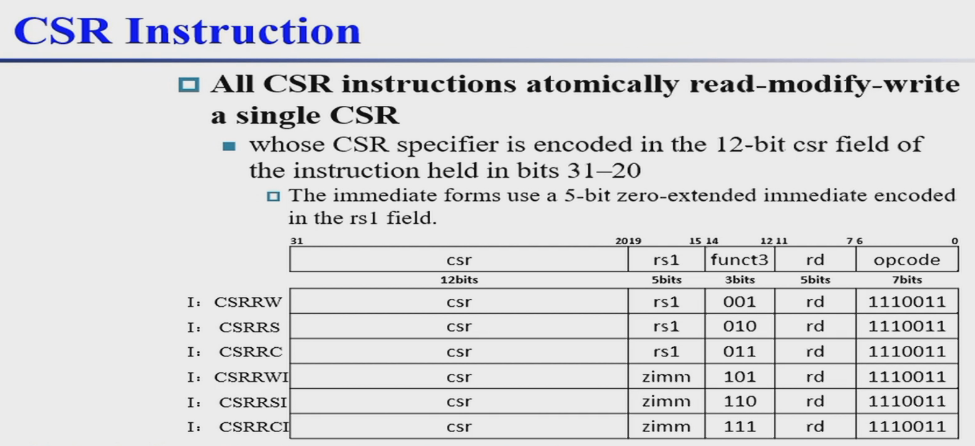 CSR Instruction
All CSR instructions atomically read-modify-write
a single CSR
whose CSR specifier is encoded in the 12-bit csr field of
the instruction held in bits 31–20
The immediate forms use a 5-bit zero-extended immediate encoded
in the rs1 field.
31 20 19 15 14 12 11 7 6 0
csr rs1 funct3 rd opcode
12bits 5bits 3bits 5bits 7bits
I: CSRRW csr rs1 001 rd 1110011
I: CSRRS csr rs1 010 rd 1110011
I: CSRRC csr rs1 011 rd 1110011
I: CSRRWI csr zimm 101 rd 1110011
I: CSRRSI csr zimm 110 rd 1110011
I: CSRRCI csr zimm 111 rd 1110011